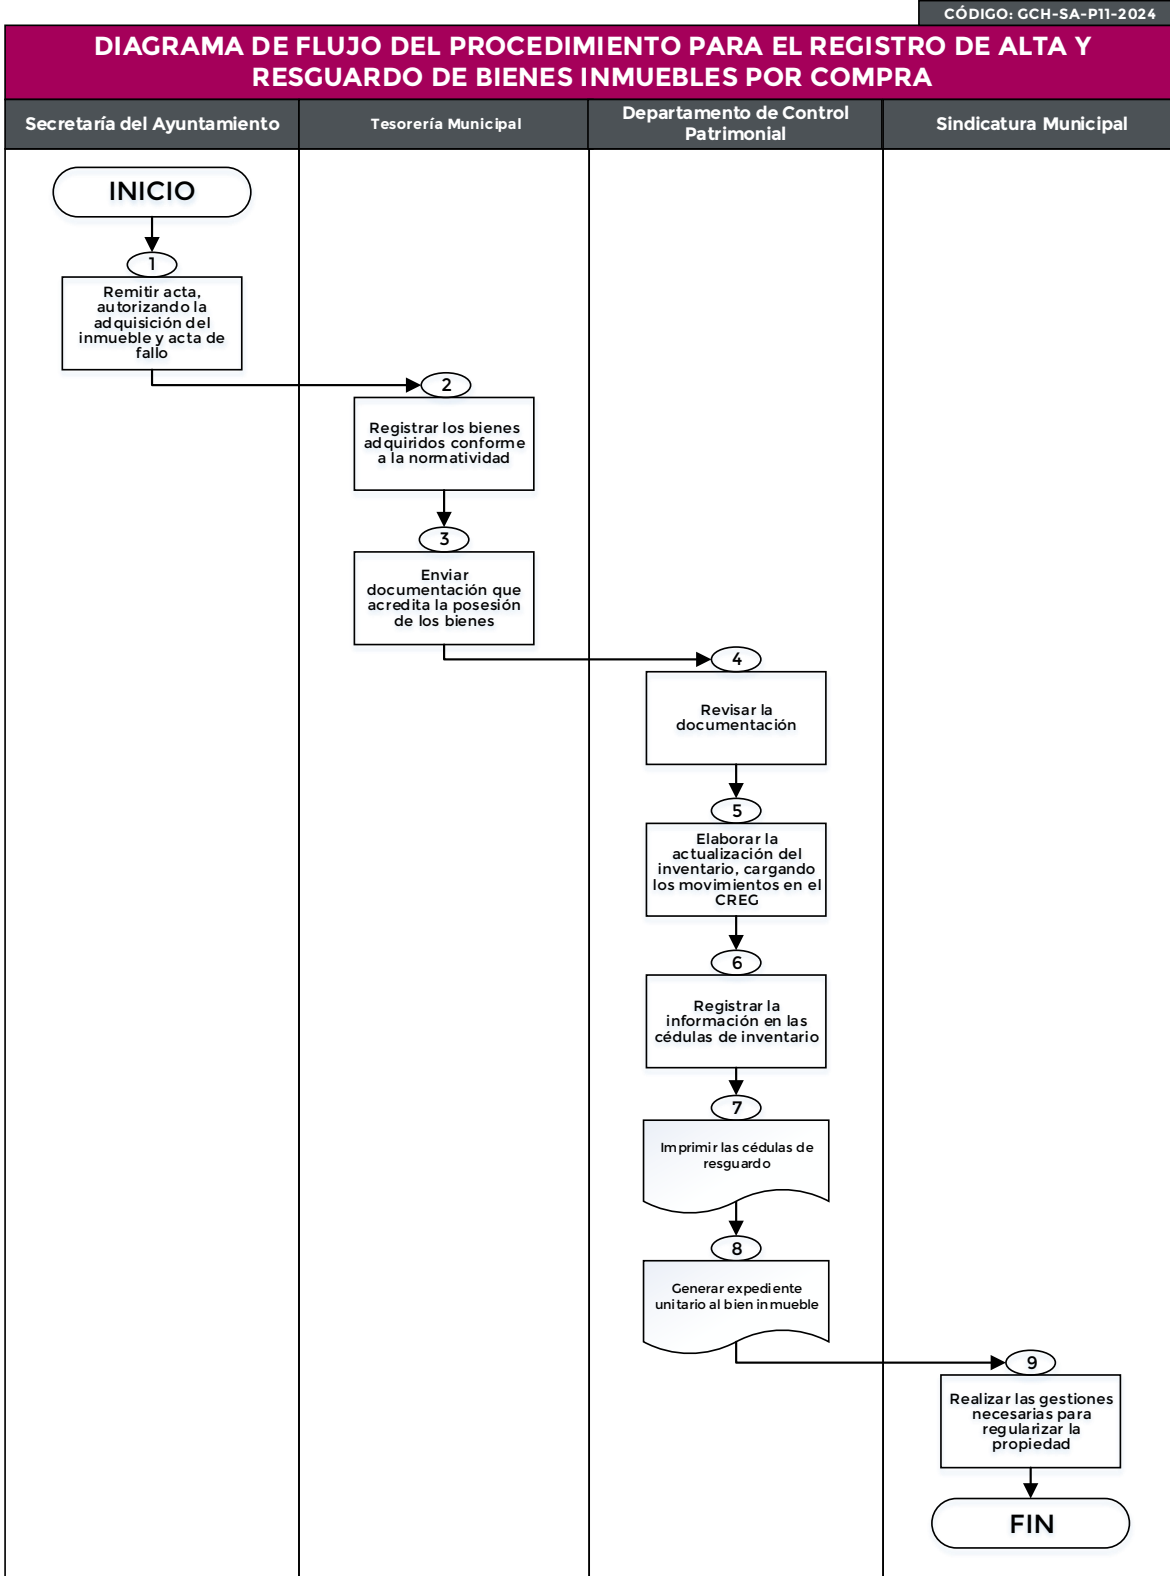 CÓDIGO: GCH-SA-P11-2024
DIAGRAMA DE FLUJO DEL PROCEDIMIENTO PARA EL REGISTRO DE ALTA Y
RESGUARDO DE BIENES INMUEBLES POR COMPRA
Secretaría del Ayuntamiento
Tesorería Municipal
Departamento de Control
Patrimonial
Sindicatura Municipal
INICIO
1
Remitir acta,
autorizando la
adquisición del
inmueble y acta de
fallo
2
Registrar los bienes
adquiridos conforme
a la normatividad
3
Enviar
documentación que
acredita la posesión
de los bienes
4
Revisar la
documentación
5
Elaborar la
actualización del
inventario, cargando
los movimientos en el
CREG
6
Registrar la
información en las
cédulas de inventario
7
Imprimir las cédulas de
resguardo
8
Generar expediente
unitario al bien inmueble
9
Realizar las gestiones
necesarias para
regularizar la
propiedad
FIN